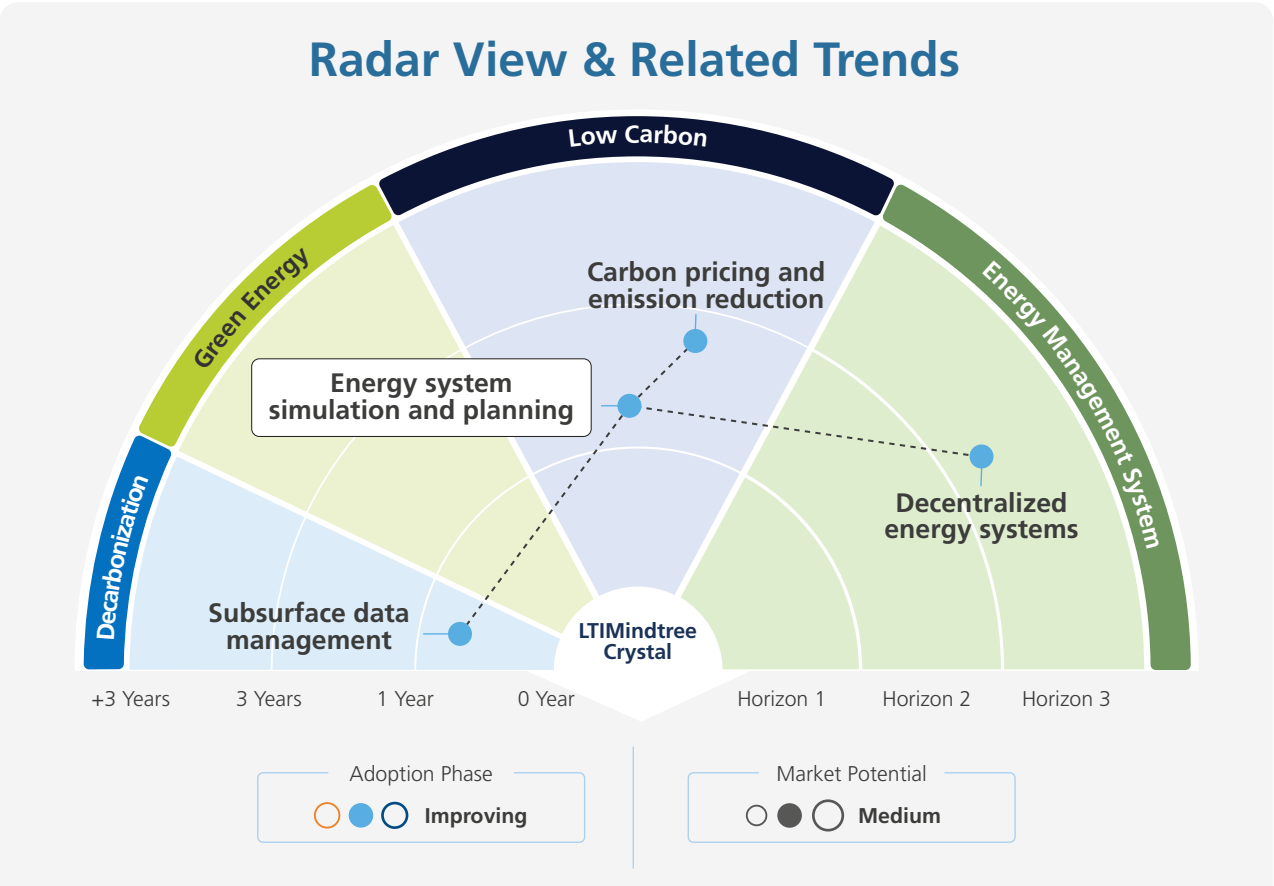 Radar View & Related Trends
Low Carbon
Green Energy
Energy Management System
Decarbonization
Carbon pricing and
emission reduction
Energy system
simulation and planning
Decentralized
energy systems
Subsurface data
management
LTIMindtree
Crystal
+3 Years
3 Years
1 Year
0 Year
Horizon 1
Horizon 2
Horizon 3
Adoption Phase
Improving
Market Potential
Medium